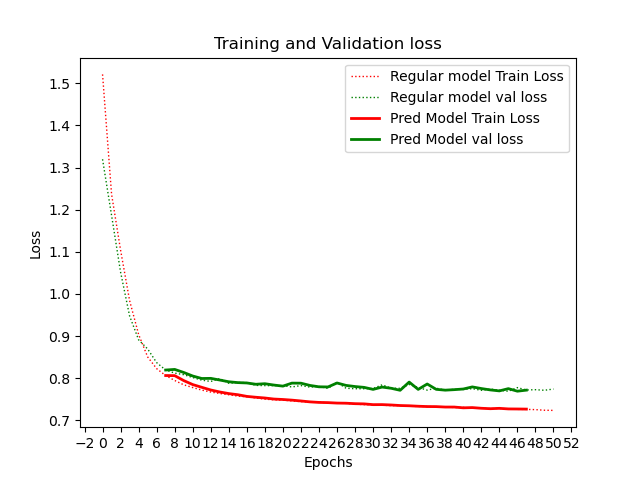 Training and Validation loss
Regular model Train Loss
Regular model val loss
Pred Model Train Loss
Pred Model val loss
1.5
1.4
1.3
1.2
1.1
1.0
0.9
0.8
0.7
Loss
−2 0 2 4 6 8 10 12 14 16 18 20 22 24 26 28 30 32 34 36 38 40 42 44 46 48 50 52
Epochs